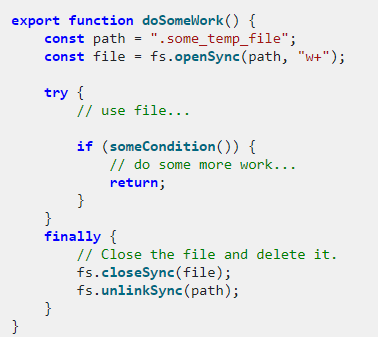 export function doSomeWork() {
    const path = ".some_temp_file";
    const file = fs.openSync(path, "w+");

    try {
        // use file...

        if (someCondition()) {
            // do some more work...
            return;
        }
    }
    finally {
        // Close the file and delete it.
        fs.closeSync(file);
        fs.unlinkSync(path);
    }
}